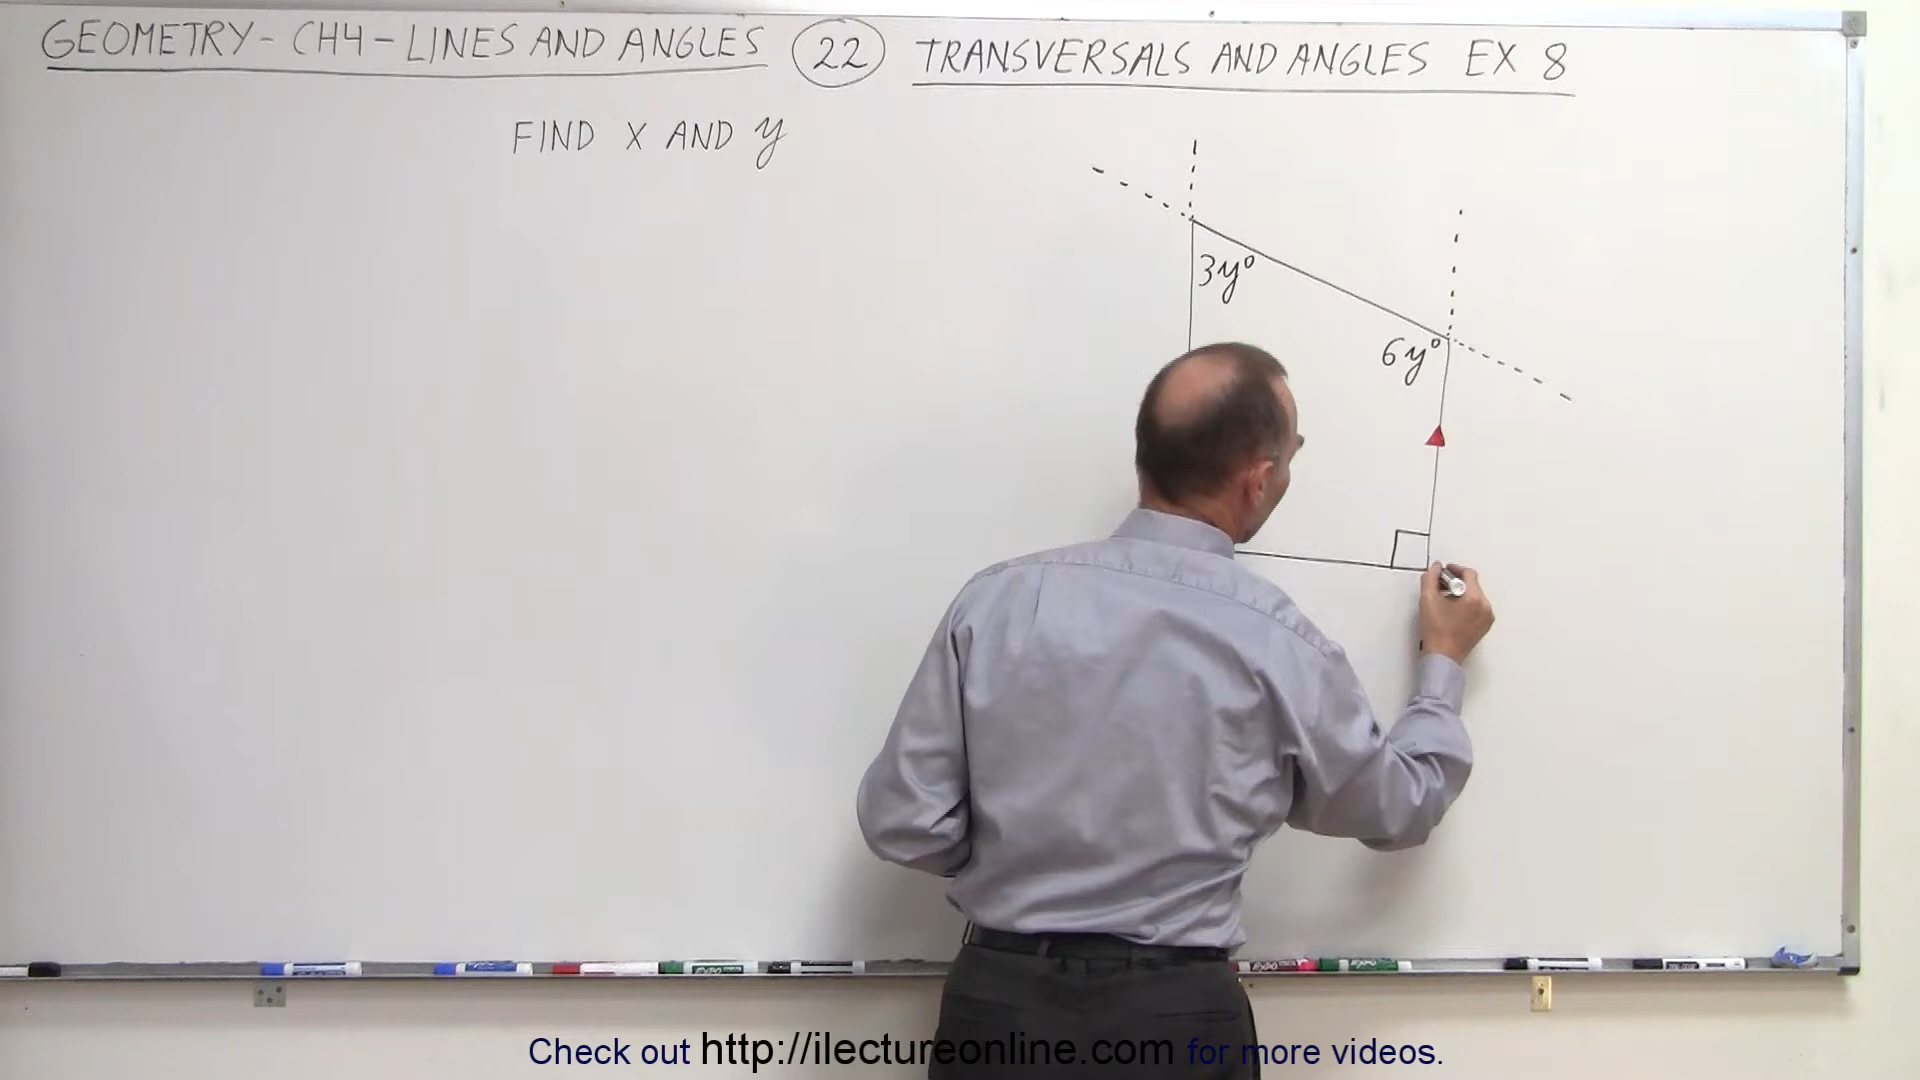 GEOMETRY - CH4 - LINES AND ANGLES 22 TRANSVERSALS AND ANGLES EX 8
FIND X AND y
3y°
6y°
Check out http://ilectureonline.com for more videos.